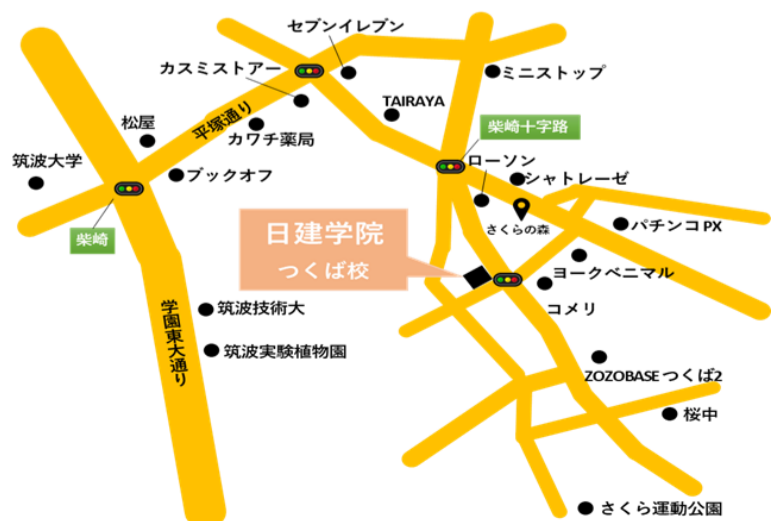 セブンイレブン
カスミストアー
ミニストップ
TAIRAYA
平塚通り
松屋
カワチ薬局
柴崎十字路
筑波大学
ブックオフ
ローソン
シャトレーゼ
さくらの森
パチンコ PX
柴崎
日建学院
つくば校
ヨークベニマル
コメリ
筑波技術大
学園東大通り
筑波実験植物園
ZOZOBASE つくば2
桜中
さくら運動公園